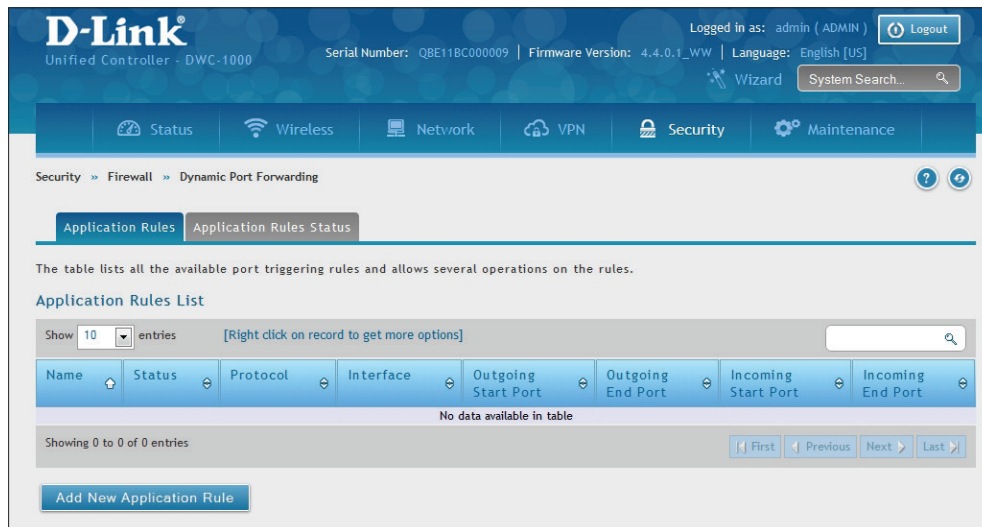 D-Link®
Unified Controller - DWC-1000
Logged in as: admin ( ADMIN ) Logout
Serial Number: QBE11BC000009 | Firmware Version: 4.4.0.1_WW | Language: English [US]
Wizard System Search...
Status Wireless Network VPN Security Maintenance
Security » Firewall » Dynamic Port Forwarding ?
Application Rules Application Rules Status
The table lists all the available port triggering rules and allows several operations on the rules.
Application Rules List
Show 10 entries [Right click on record to get more options]
Name Status Protocol Interface Outgoing Start Port Outgoing End Port Incoming Start Port Incoming End Port
No data available in table
Showing 0 to 0 of 0 entries First Previous Next Last
Add New Application Rule